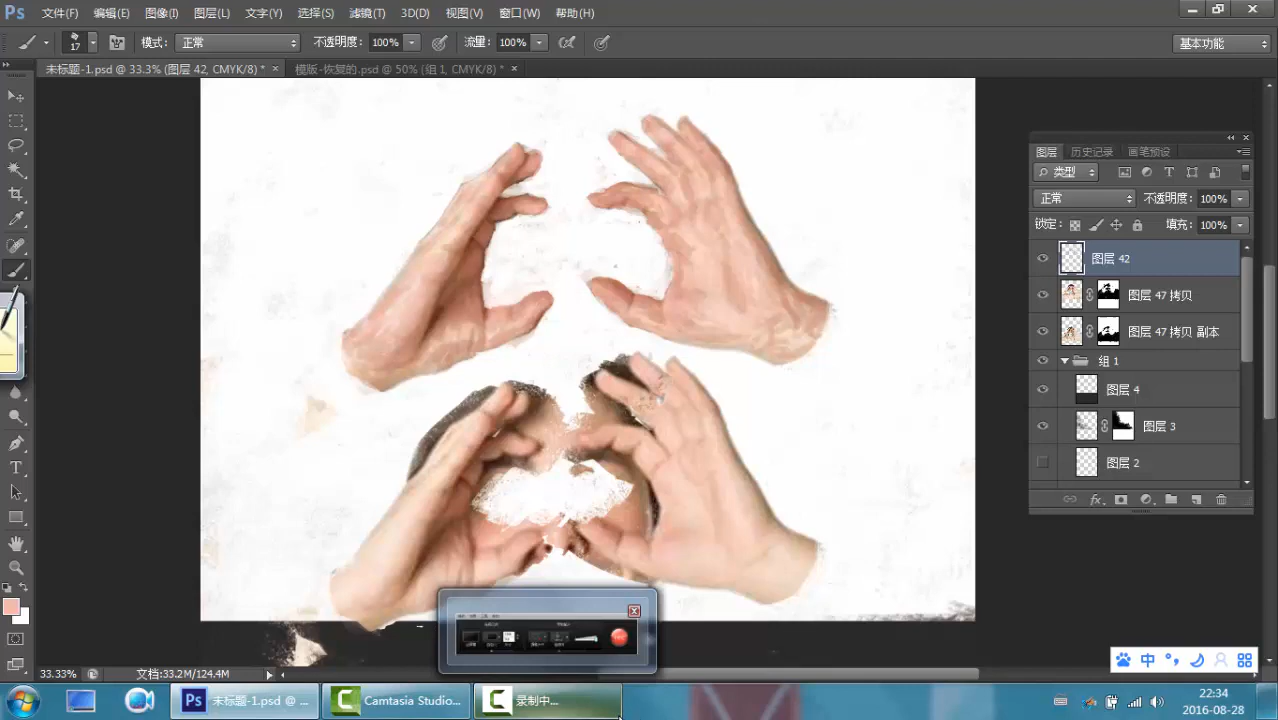 Ps 文件(F) 编辑(E) 图像(I) 图层(L) 文字(Y) 选择(S) 滤镜(T) 3D(D) 视图(V) 窗口(W) 帮助(H)
17 模式: 正常 不透明度: 100% 流量: 100% 基本功能
未标题-1.psd @ 33.3% (图层 42, CMYK/8) * × 模版-恢复的.psd @ 50% (组 1, CMYK/8) * ×
图层 历史记录 画笔预设
类型
正常 不透明度: 100%
锁定: 填充: 100%
图层 42
图层 47 拷贝
图层 47 拷贝 副本
组 1
图层 4
图层 3
图层 2
fx
33.33% 文档:33.2M/124.4M
中
Ps 未标题-1.psd @ ... Camtasia Studio... 录制中...
22:34
2016-08-28